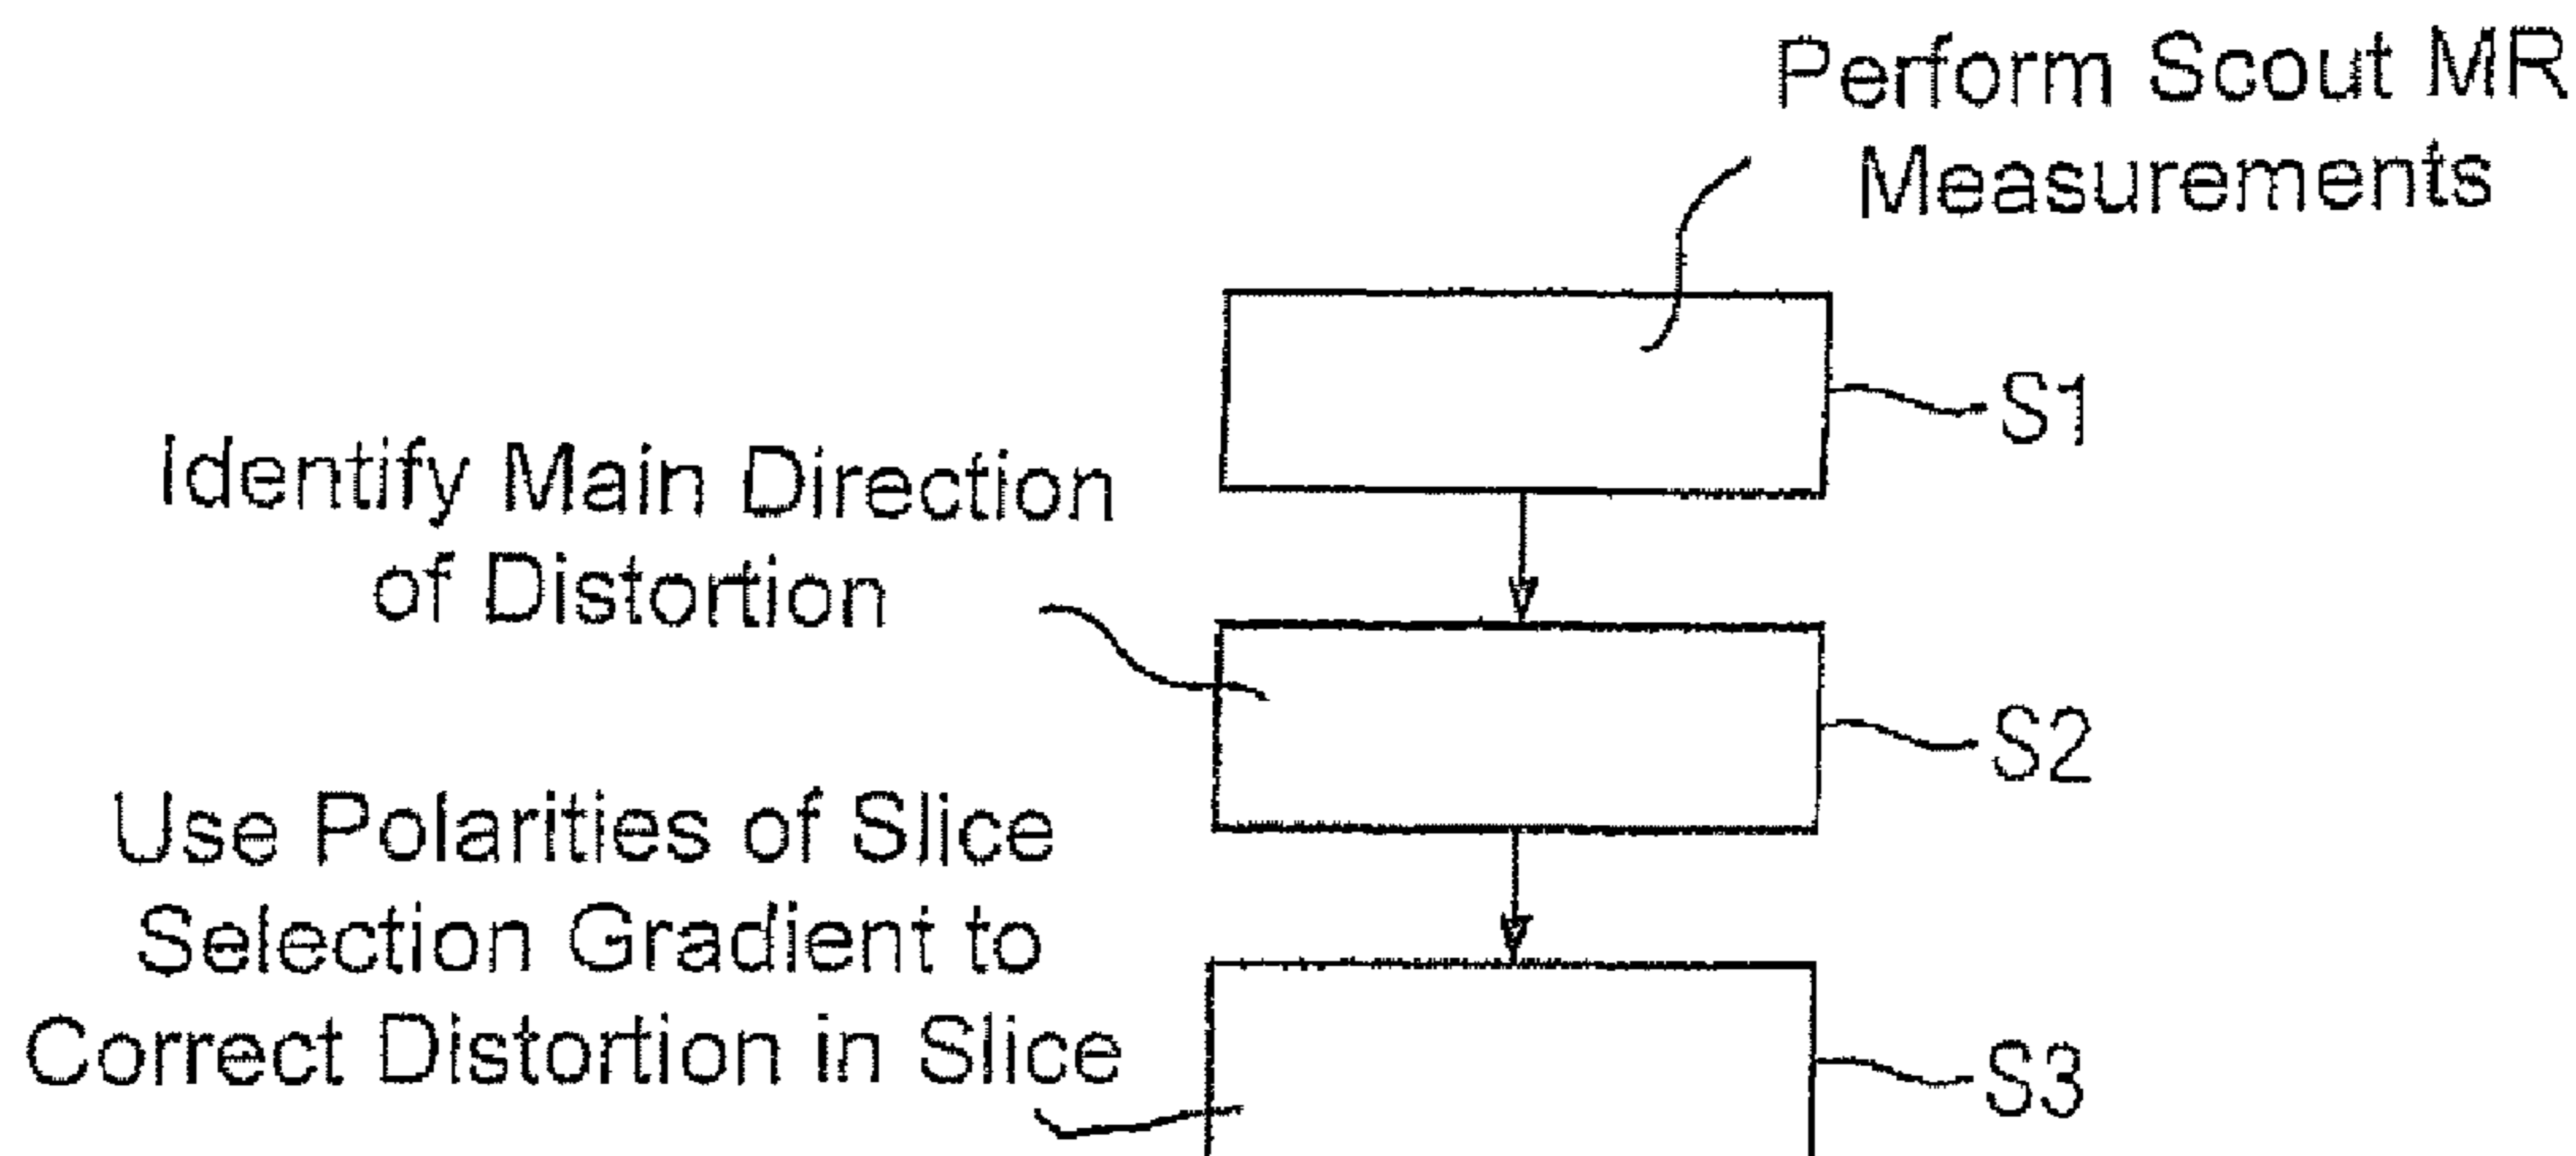 Perform Scout MR
Measurements
S1
Identify Main Direction
of Distortion
S2
Use Polarities of Slice
Selection Gradient to
Correct Distortion in Slice
S3